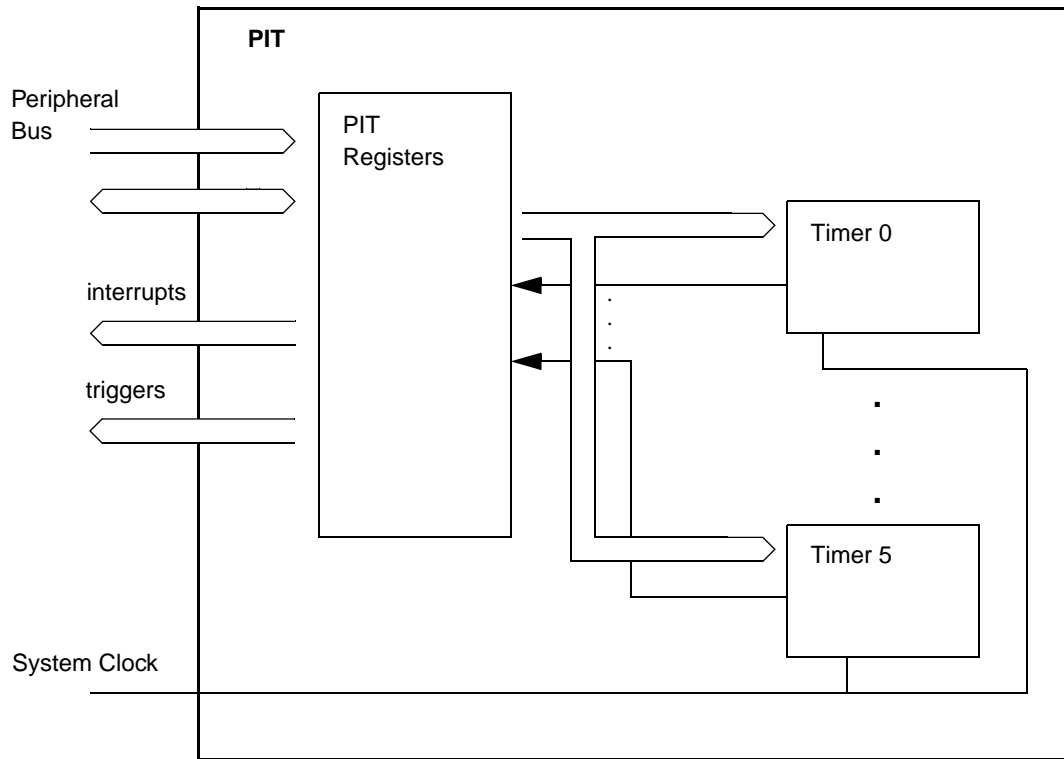 PIT
Peripheral
Bus
PIT
Registers
Timer 0
interrupts
triggers
Timer 5
System Clock